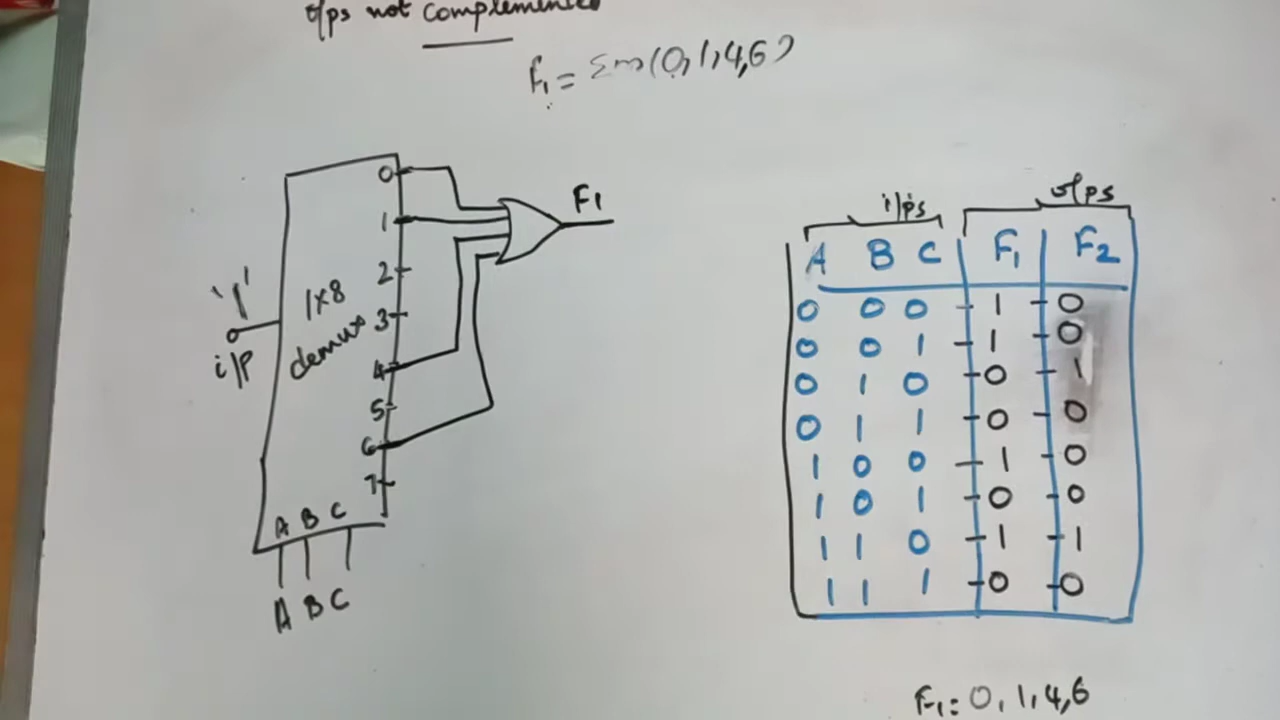 o/ps not complemented
F₁ = Σm(0,1,4,6)
0
1
2
3
4
5
6
7
F1
'1'
i/p
1x8
demux
A B C
A B C
i/ps o/ps
A B C F₁ F₂
0 0 0 - 1 - 0
0 0 1 - 1 - 0
0 1 0 - 0 - 1
0 1 1 - 0 - 0
1 0 0 - 1 - 0
1 0 1 - 0 - 0
1 1 0 - 1 - 1
1 1 1 - 0 - 0
F₁: 0, 1, 4, 6